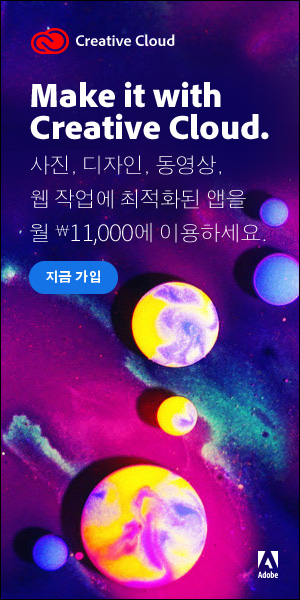 Creative Cloud
Make it with
Creative Cloud.
사진, 디자인, 동영상,
웹 작업에 최적화된 앱을
월 ₩11,000에 이용하세요.
지금 가입
Adobe